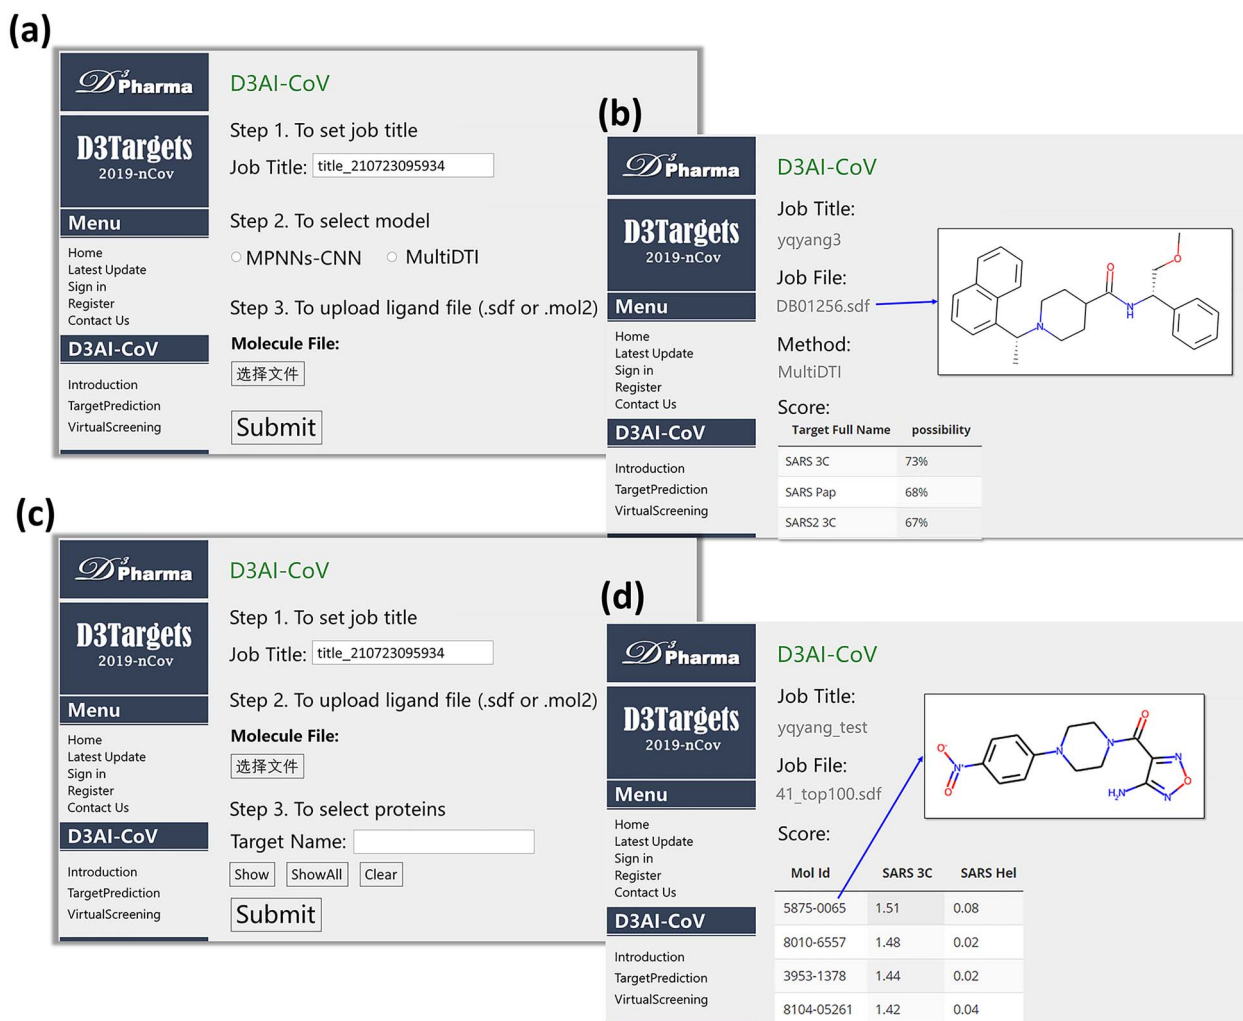 (a)
D3Pharma
D3Targets
2019-nCov
Menu
Home
Latest Update
Sign in
Register
Contact Us
D3AI-CoV
Introduction
TargetPrediction
VirtualScreening
D3AI-CoV
Step 1. To set job title
Job Title: title_210723095934
Step 2. To select model
MPNNs-CNN MultiDTI
Step 3. To upload ligand file (.sdf or .mol2)
Molecule File:
选择文件
Submit
(b)
D3Pharma
D3Targets
2019-nCov
Menu
Home
Latest Update
Sign in
Register
Contact Us
D3AI-CoV
Introduction
TargetPrediction
VirtualScreening
D3AI-CoV
Job Title:
yqyang3
Job File:
DB01256.sdf
Method:
MultiDTI
Score:
Target Full Name possibility
SARS 3C 73%
SARS Pap 68%
SARS2 3C 67%
O
O
N
N
H
(c)
D3Pharma
D3Targets
2019-nCov
Menu
Home
Latest Update
Sign in
Register
Contact Us
D3AI-CoV
Introduction
TargetPrediction
VirtualScreening
D3AI-CoV
Step 1. To set job title
Job Title: title_210723095934
Step 2. To upload ligand file (.sdf or .mol2)
Molecule File:
选择文件
Step 3. To select proteins
Target Name:
Show ShowAll Clear
Submit
(d)
D3Pharma
D3Targets
2019-nCov
Menu
Home
Latest Update
Sign in
Register
Contact Us
D3AI-CoV
Introduction
TargetPrediction
VirtualScreening
D3AI-CoV
Job Title:
yqyang_test
Job File:
41_top100.sdf
Score:
Mol Id SARS 3C SARS Hel
5875-0065 1.51 0.08
8010-6557 1.48 0.02
3953-1378 1.44 0.02
8104-05261 1.42 0.04
O
O-
N
N
N+
N
O
O
H2N
N